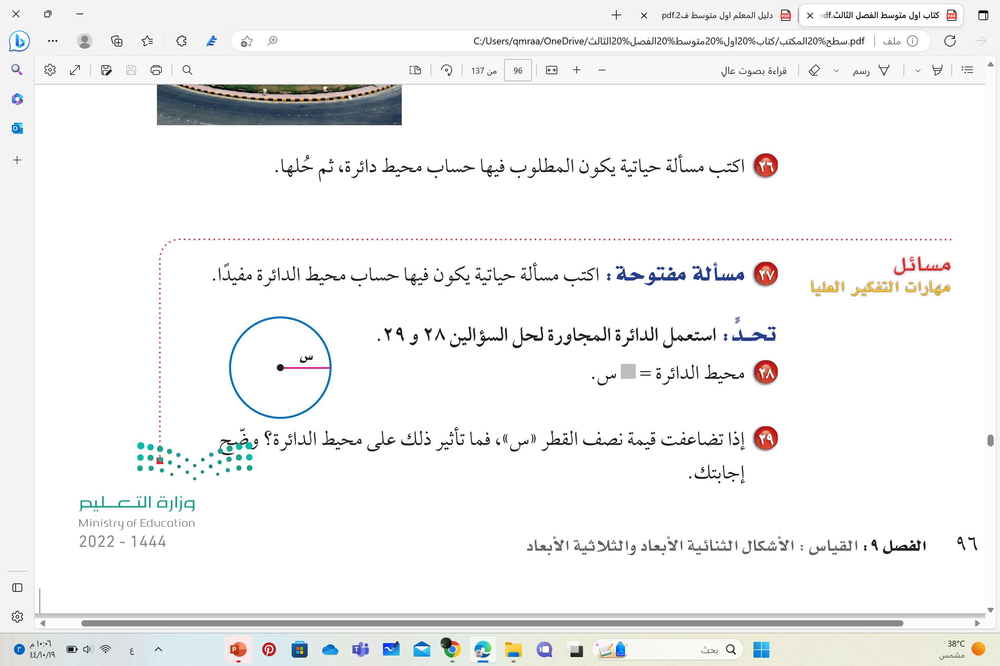 كتاب اول متوسط الفصل الثالث.pdf
دليل المعلم اول متوسط ف2.pdf
ملف
C:/Users/qmraa/OneDrive/سطح%20المكتب/كتاب%20اول%20متوسط%20الفصل%20الثالث.pdf
قراءة بصوت عالٍ
رسم
96
من 137
٢٦ اكتب مسألة حياتية يكون المطلوب فيها حساب محيط دائرة، ثم حُلها.
مسائل
مهارات التفكير العليا
٢٧ مسألة مفتوحة : اكتب مسألة حياتية يكون فيها حساب محيط الدائرة مفيدًا.
تحـدٍّ : استعمل الدائرة المجاورة لحل السؤالين ٢٨ و ٢٩ .
س
٢٨ محيط الدائرة = س.
٢٩ إذا تضاعفت قيمة نصف القطر «س»، فما تأثير ذلك على محيط الدائرة؟ وضّح
إجابتك.
وزارة التعليم
Ministry of Education
2022 - 1444
٩٦ الفصل ٩ : القياس : الأشكال الثنائية الأبعاد والثلاثية الأبعاد
38°C
مشمس
بحث
ع
١٠:٠٦ م
٤٤/١٠/١٩
٣